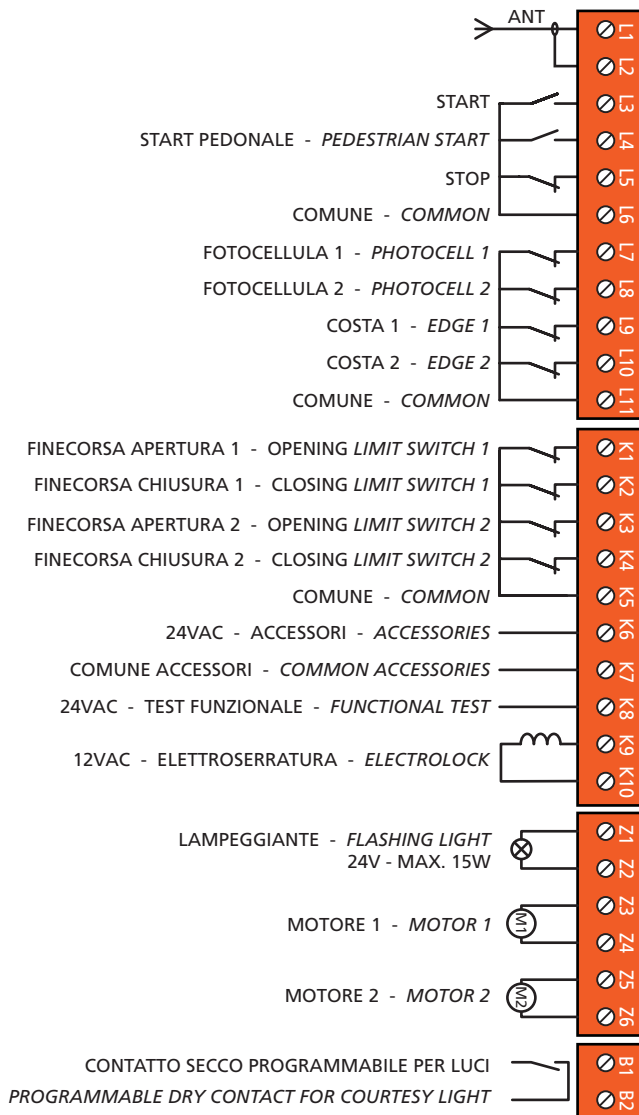 ANT L1
L2
START L3
START PEDONALE - PEDESTRIAN START L4
STOP L5
COMUNE - COMMON L6
FOTOCELLULA 1 - PHOTOCELL 1 L7
FOTOCELLULA 2 - PHOTOCELL 2 L8
COSTA 1 - EDGE 1 L9
COSTA 2 - EDGE 2 L10
COMUNE - COMMON L11
FINECORSA APERTURA 1 - OPENING LIMIT SWITCH 1 K1
FINECORSA CHIUSURA 1 - CLOSING LIMIT SWITCH 1 K2
FINECORSA APERTURA 2 - OPENING LIMIT SWITCH 2 K3
FINECORSA CHIUSURA 2 - CLOSING LIMIT SWITCH 2 K4
COMUNE - COMMON K5
24VAC - ACCESSORI - ACCESSORIES K6
COMUNE ACCESSORI - COMMON ACCESSORIES K7
24VAC - TEST FUNZIONALE - FUNCTIONAL TEST K8
12VAC - ELETTROSERRATURA - ELECTROLOCK K9
K10
LAMPEGGIANTE - FLASHING LIGHT Z1
24V - MAX. 15W Z2
MOTORE 1 - MOTOR 1 M1 Z3
Z4
MOTORE 2 - MOTOR 2 M2 Z5
Z6
CONTATTO SECCO PROGRAMMABILE PER LUCI B1
PROGRAMMABLE DRY CONTACT FOR COURTESY LIGHT B2